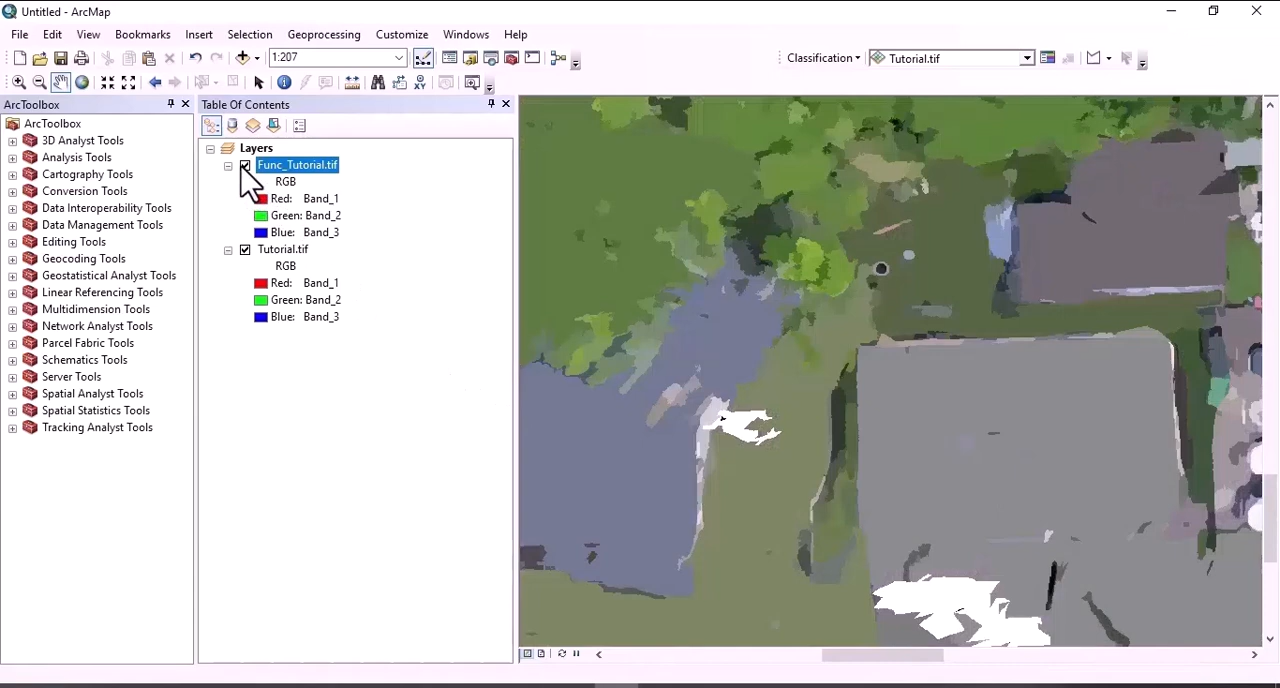 Untitled - ArcMap
File Edit View Bookmarks Insert Selection Geoprocessing Customize Windows Help
1:207
Classification Tutorial.tif
ArcToolbox
ArcToolbox
3D Analyst Tools
Analysis Tools
Cartography Tools
Conversion Tools
Data Interoperability Tools
Data Management Tools
Editing Tools
Geocoding Tools
Geostatistical Analyst Tools
Linear Referencing Tools
Multidimension Tools
Network Analyst Tools
Parcel Fabric Tools
Schematics Tools
Server Tools
Spatial Analyst Tools
Spatial Statistics Tools
Tracking Analyst Tools
Table Of Contents
Layers
Func_Tutorial.tif
RGB
Red: Band_1
Green: Band_2
Blue: Band_3
Tutorial.tif
RGB
Red: Band_1
Green: Band_2
Blue: Band_3